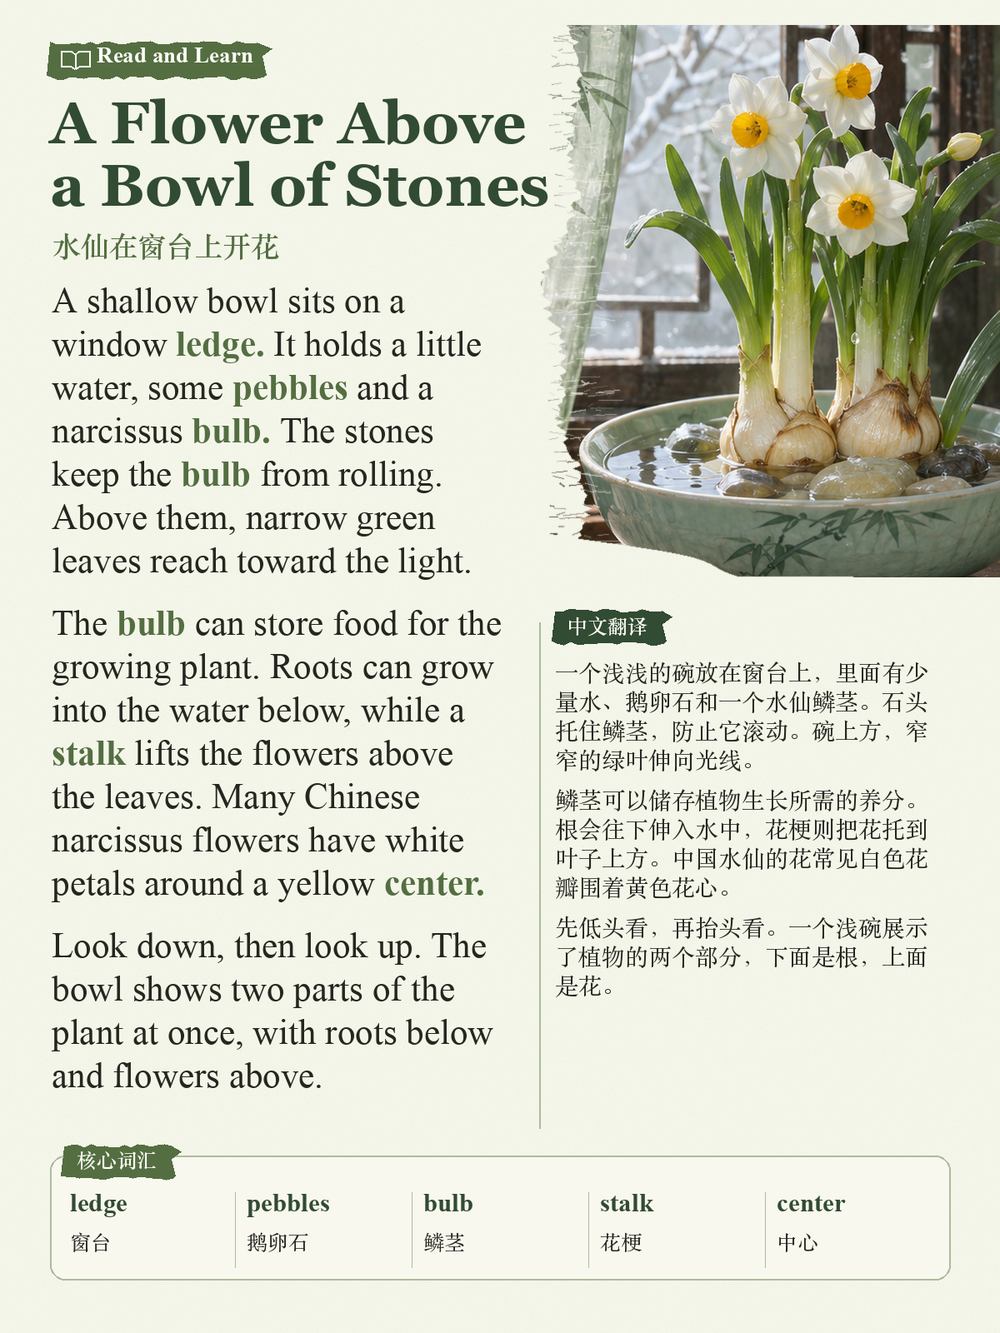 Read and Learn
A Flower Above
a Bowl of Stones
水仙在窗台上开花
A shallow bowl sits on a
window ledge. It holds a little
water, some pebbles and a
narcissus bulb. The stones
keep the bulb from rolling.
Above them, narrow green
leaves reach toward the light.
The bulb can store food for the
growing plant. Roots can grow
into the water below, while a
stalk lifts the flowers above
the leaves. Many Chinese
narcissus flowers have white
petals around a yellow center.
Look down, then look up. The
bowl shows two parts of the
plant at once, with roots below
and flowers above.
中文翻译
一个浅浅的碗放在窗台上，里面有少
量水、鹅卵石和一个水仙鳞茎。石头
托住鳞茎，防止它滚动。碗上方，窄
窄的绿叶伸向光线。
鳞茎可以储存植物生长所需的养分。
根会往下伸入水中，花梗则把花托到
叶子上方。中国水仙的花常见白色花
瓣围着黄色花心。
先低头看，再抬头看。一个浅碗展示
了植物的两个部分，下面是根，上面
是花。
核心词汇
ledge
窗台
pebbles
鹅卵石
bulb
鳞茎
stalk
花梗
center
中心